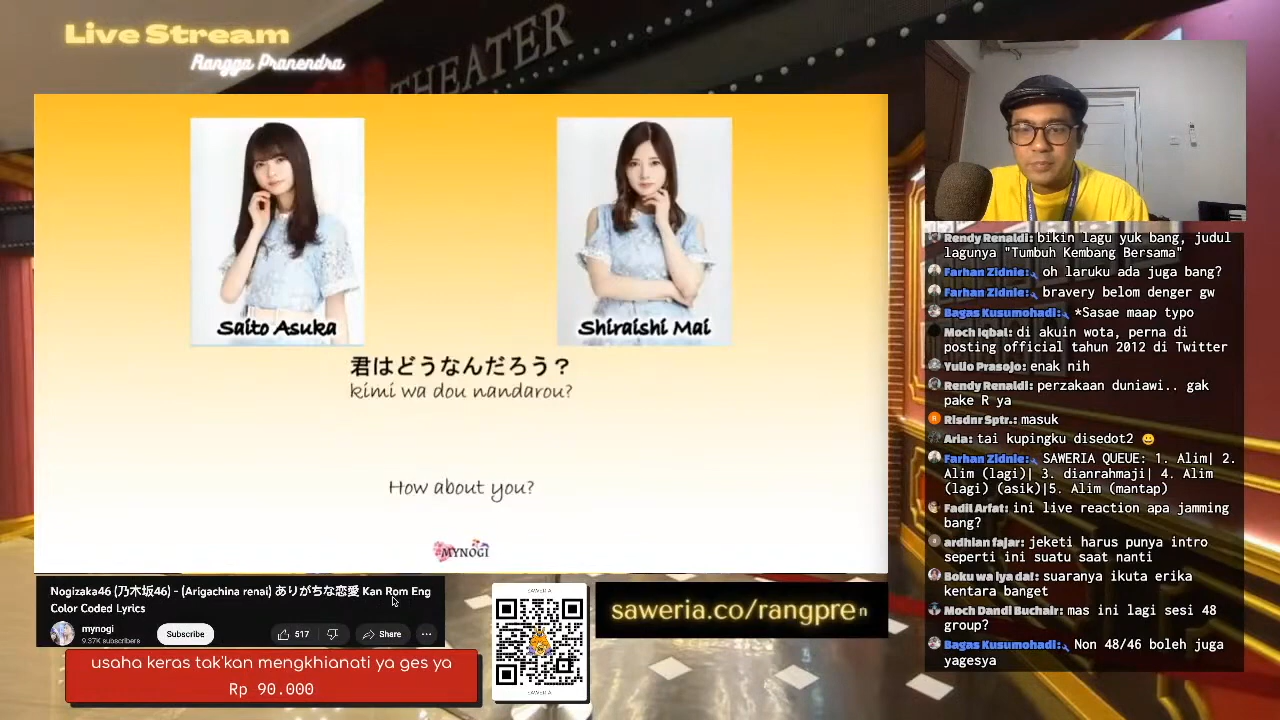 Live Stream
Rangga Pranendra
THEATER
Saito Asuka
Shiraishi Mai
君はどうなんだろう？
kimi wa dou nandarou?
How about you?
MYNOGI
Nogizaka46 (乃木坂46) - (Arigachina renai) ありがちな恋愛 Kan Rom Eng
Color Coded Lyrics
mynogi
9.37K subscribers
Subscribe
517
Share
usaha keras tak'kan mengkhianati ya ges ya
Rp 90.000
SAWERIA
SAWERIA
saweria.co/rangpren
Rendy Renaldi: bikin lagu yuk bang, judul
lagunya "Tumbuh Kembang Bersama"
Farhan Zidnie: oh laruku ada juga bang?
Farhan Zidnie: bravery belom denger gw
Bagas Kusumohadi: *Sasae maap typo
Moch Iqbal: di akuin wota, perna di
posting official tahun 2012 di Twitter
Yulio Prasojo: enak nih
Rendy Renaldi: perzakaan duniawi.. gak
pake R ya
Risdnr Sptr.: masuk
Aria: tai kupingku disedot2 😀
Farhan Zidnie: SAWERIA QUEUE: 1. Alim| 2.
Alim (lagi)| 3. dianrahmaji| 4. Alim
(lagi) (asik)|5. Alim (mantap)
Fadil Arfat: ini live reaction apa jamming
bang?
ardhian fajar: jeketi harus punya intro
seperti ini suatu saat nanti
Boku wa iya da!: suaranya ikuta erika
kentara banget
Moch Dandi Buchair: mas ini lagi sesi 48
group?
Bagas Kusumohadi: Non 48/46 boleh juga
yagesya